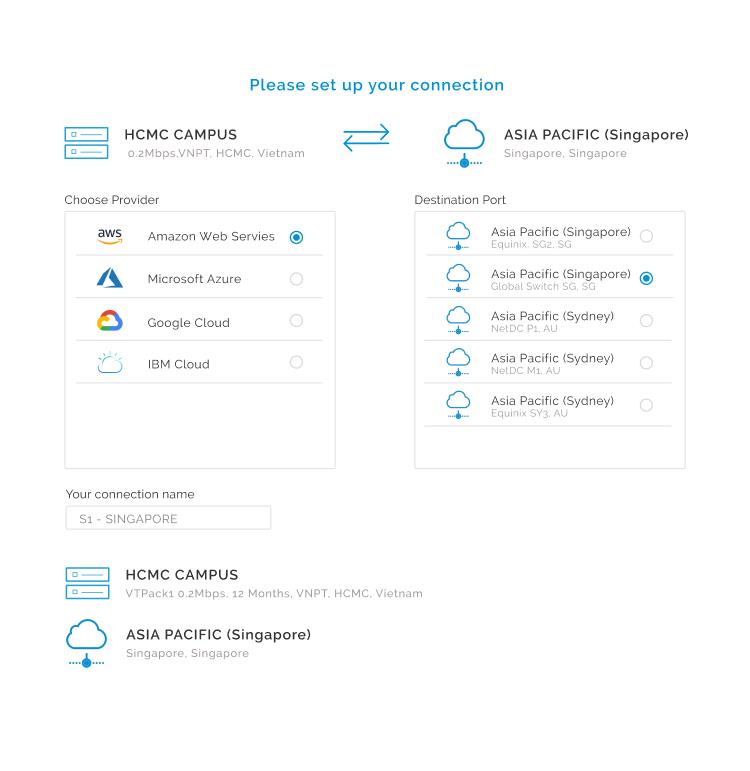 Please set up your connection
HCMC CAMPUS
0.2Mbps,VNPT, HCMC, Vietnam
ASIA PACIFIC (Singapore)
Singapore, Singapore
Choose Provider
aws
Amazon Web Servies
Microsoft Azure
Google Cloud
IBM Cloud
Destination Port
Asia Pacific (Singapore)
Equinix, SG2, SG
Asia Pacific (Singapore)
Global Switch SG, SG
Asia Pacific (Sydney)
NetDC P1, AU
Asia Pacific (Sydney)
NetDC M1, AU
Asia Pacific (Sydney)
Equinix SY3, AU
Your connection name
S1 - SINGAPORE
HCMC CAMPUS
VTPack1 0.2Mbps, 12 Months, VNPT, HCMC, Vietnam
ASIA PACIFIC (Singapore)
Singapore, Singapore